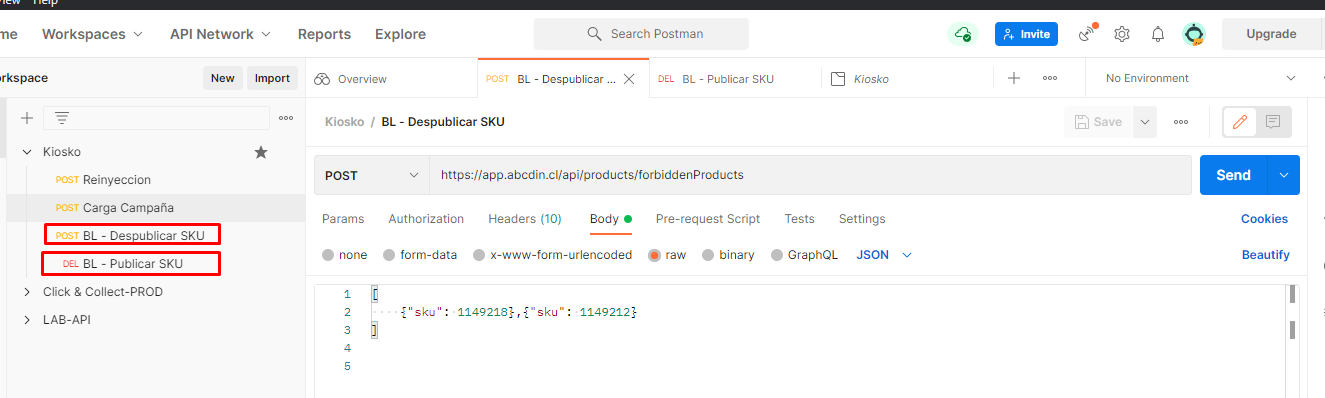 View Help
me Workspaces API Network Reports Explore Search Postman Invite Upgrade
rkspace New Import Overview POST BL - Despublicar ... DEL BL - Publicar SKU Kiosko No Environment
Kiosko / BL - Despublicar SKU Save
Kiosko
POST Reinyeccion
POST Carga Campaña
POST BL - Despublicar SKU
DEL BL - Publicar SKU
Click & Collect-PROD
LAB-API
POST https://app.abcdin.cl/api/products/forbiddenProducts Send
Params Authorization Headers (10) Body Pre-request Script Tests Settings Cookies
none form-data x-www-form-urlencoded raw binary GraphQL JSON Beautify
1 [
2 {"sku": 1149218},{"sku": 1149212}
3 ]
4
5